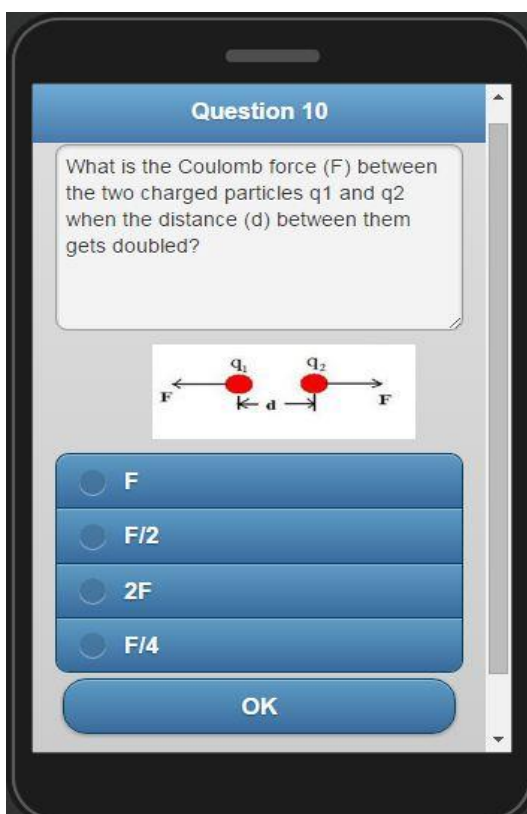 Question 10
What is the Coulomb force (F) between
the two charged particles q1 and q2
when the distance (d) between them
gets doubled?
q₁ q₂
F d F
F
F/2
2F
F/4
OK